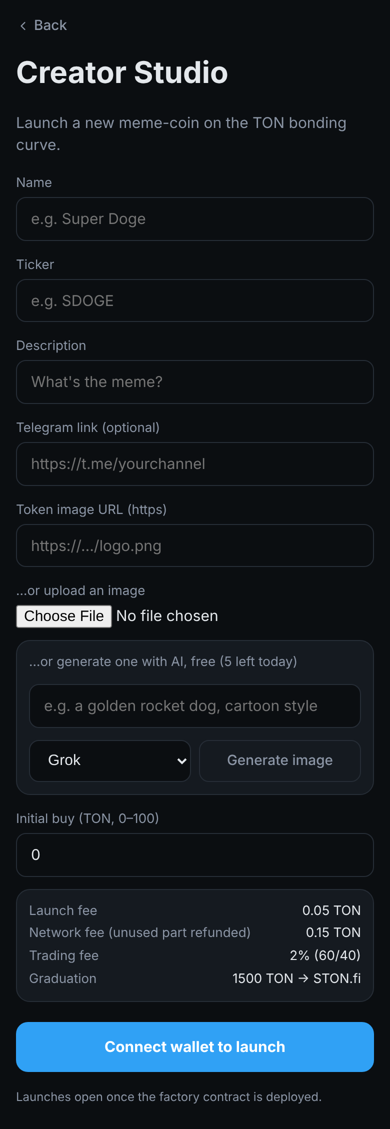 Back
Creator Studio
Launch a new meme-coin on the TON bonding
curve.
Name
e.g. Super Doge
Ticker
e.g. SDOGE
Description
What's the meme?
Telegram link (optional)
https://t.me/yourchannel
Token image URL (https)
https://.../logo.png
...or upload an image
Choose File No file chosen
...or generate one with AI, free (5 left today)
e.g. a golden rocket dog, cartoon style
Grok Generate image
Initial buy (TON, 0–100)
0
Launch fee 0.05 TON
Network fee (unused part refunded) 0.15 TON
Trading fee 2% (60/40)
Graduation 1500 TON → STON.fi
Connect wallet to launch
Launches open once the factory contract is deployed.